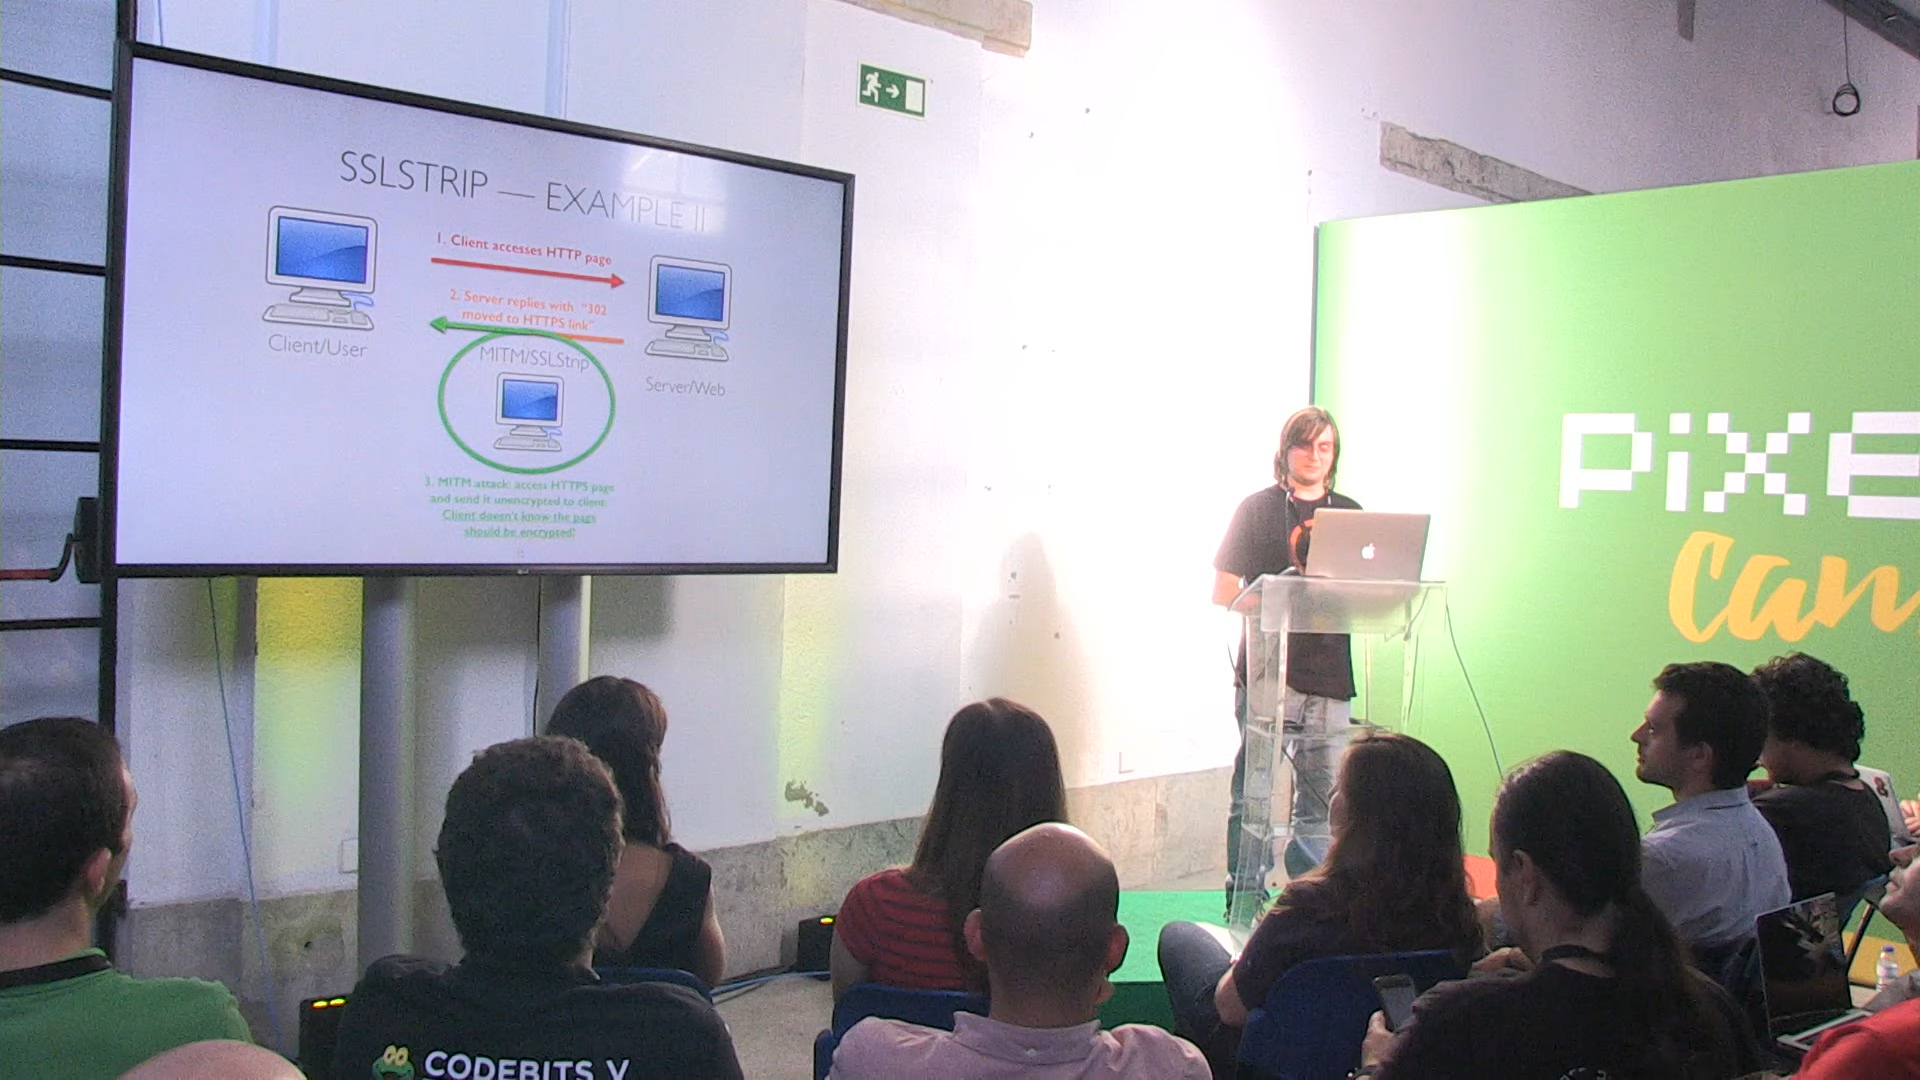 SSLSTRIP — EXAMPLE II
1. Client accesses HTTP page
2. Server replies with "302
moved to HTTPS link"
Client/User
MITM/SSLStrip
Server/Web
3. MITM attack: access HTTPS page
and send it unencrypted to client.
Client doesn't know the page
should be encrypted!
PiXE
Cam
CODEBITS V